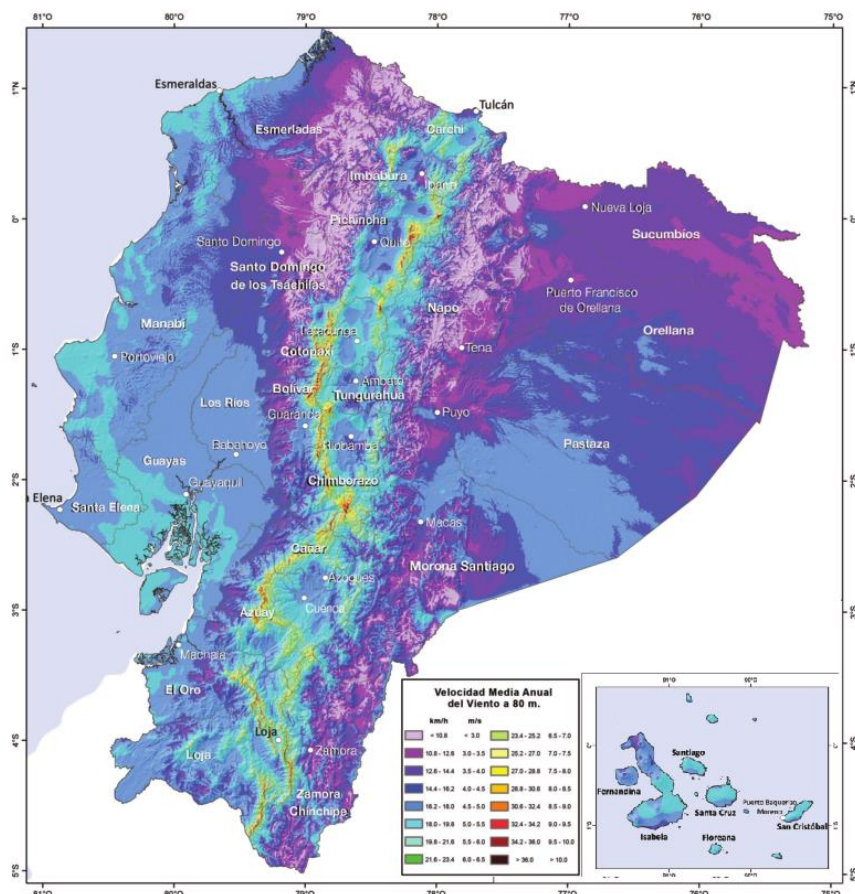 81°O 80°O 79°O 78°O 77°O 76°O 75°O
1°N
0°
1°S
2°S
3°S
4°S
5°S
Esmeraldas
Tulcán
Esmerladas
Carchi
Imbabura
Ibarra
Nueva Loja
Pichincha
Sucumbíos
Santo Domingo
Quito
Santo Domingo
de los Tsáchilas
Puerto Francisco
de Orellana
Napo
Manabí
Orellana
Latacunga
Cotopaxi
Tena
Portoviejo
Bolívar
Ambato
Tungurahua
Los Ríos
Guaranda
Puyo
Riobamba
Pastaza
Babahoyo
Guayas
Chimborazo
Guayaquil
Elena
Santa Elena
Macas
Cañar
Morona Santiago
Azogues
Azuay
Cuenca
Machala
El Oro
Loja
Loja
Zamora
Zamora
Chinchipe
Velocidad Media Anual
del Viento a 80 m.
km/h m/s
< 10.8 < 3.0 23.4 - 25.2 6.5 - 7.0
10.8 - 12.6 3.0 - 3.5 25.2 - 27.0 7.0 - 7.5
12.6 - 14.4 3.5 - 4.0 27.0 - 28.8 7.5 - 8.0
14.4 - 16.2 4.0 - 4.5 28.8 - 30.6 8.0 - 8.5
16.2 - 18.0 4.5 - 5.0 30.6 - 32.4 8.5 - 9.0
18.0 - 19.8 5.0 - 5.5 32.4 - 34.2 9.0 - 9.5
19.8 - 21.6 5.5 - 6.0 34.2 - 36.0 9.5 - 10.0
21.6 - 23.4 6.0 - 6.5 > 36.0 > 10.0
Santiago
Fernandina
Santa Cruz
Puerto Baquerizo
Moreno
San Cristóbal
Isabela
Floreana
81°O 80°O 79°O 78°O 77°O 76°O 75°O